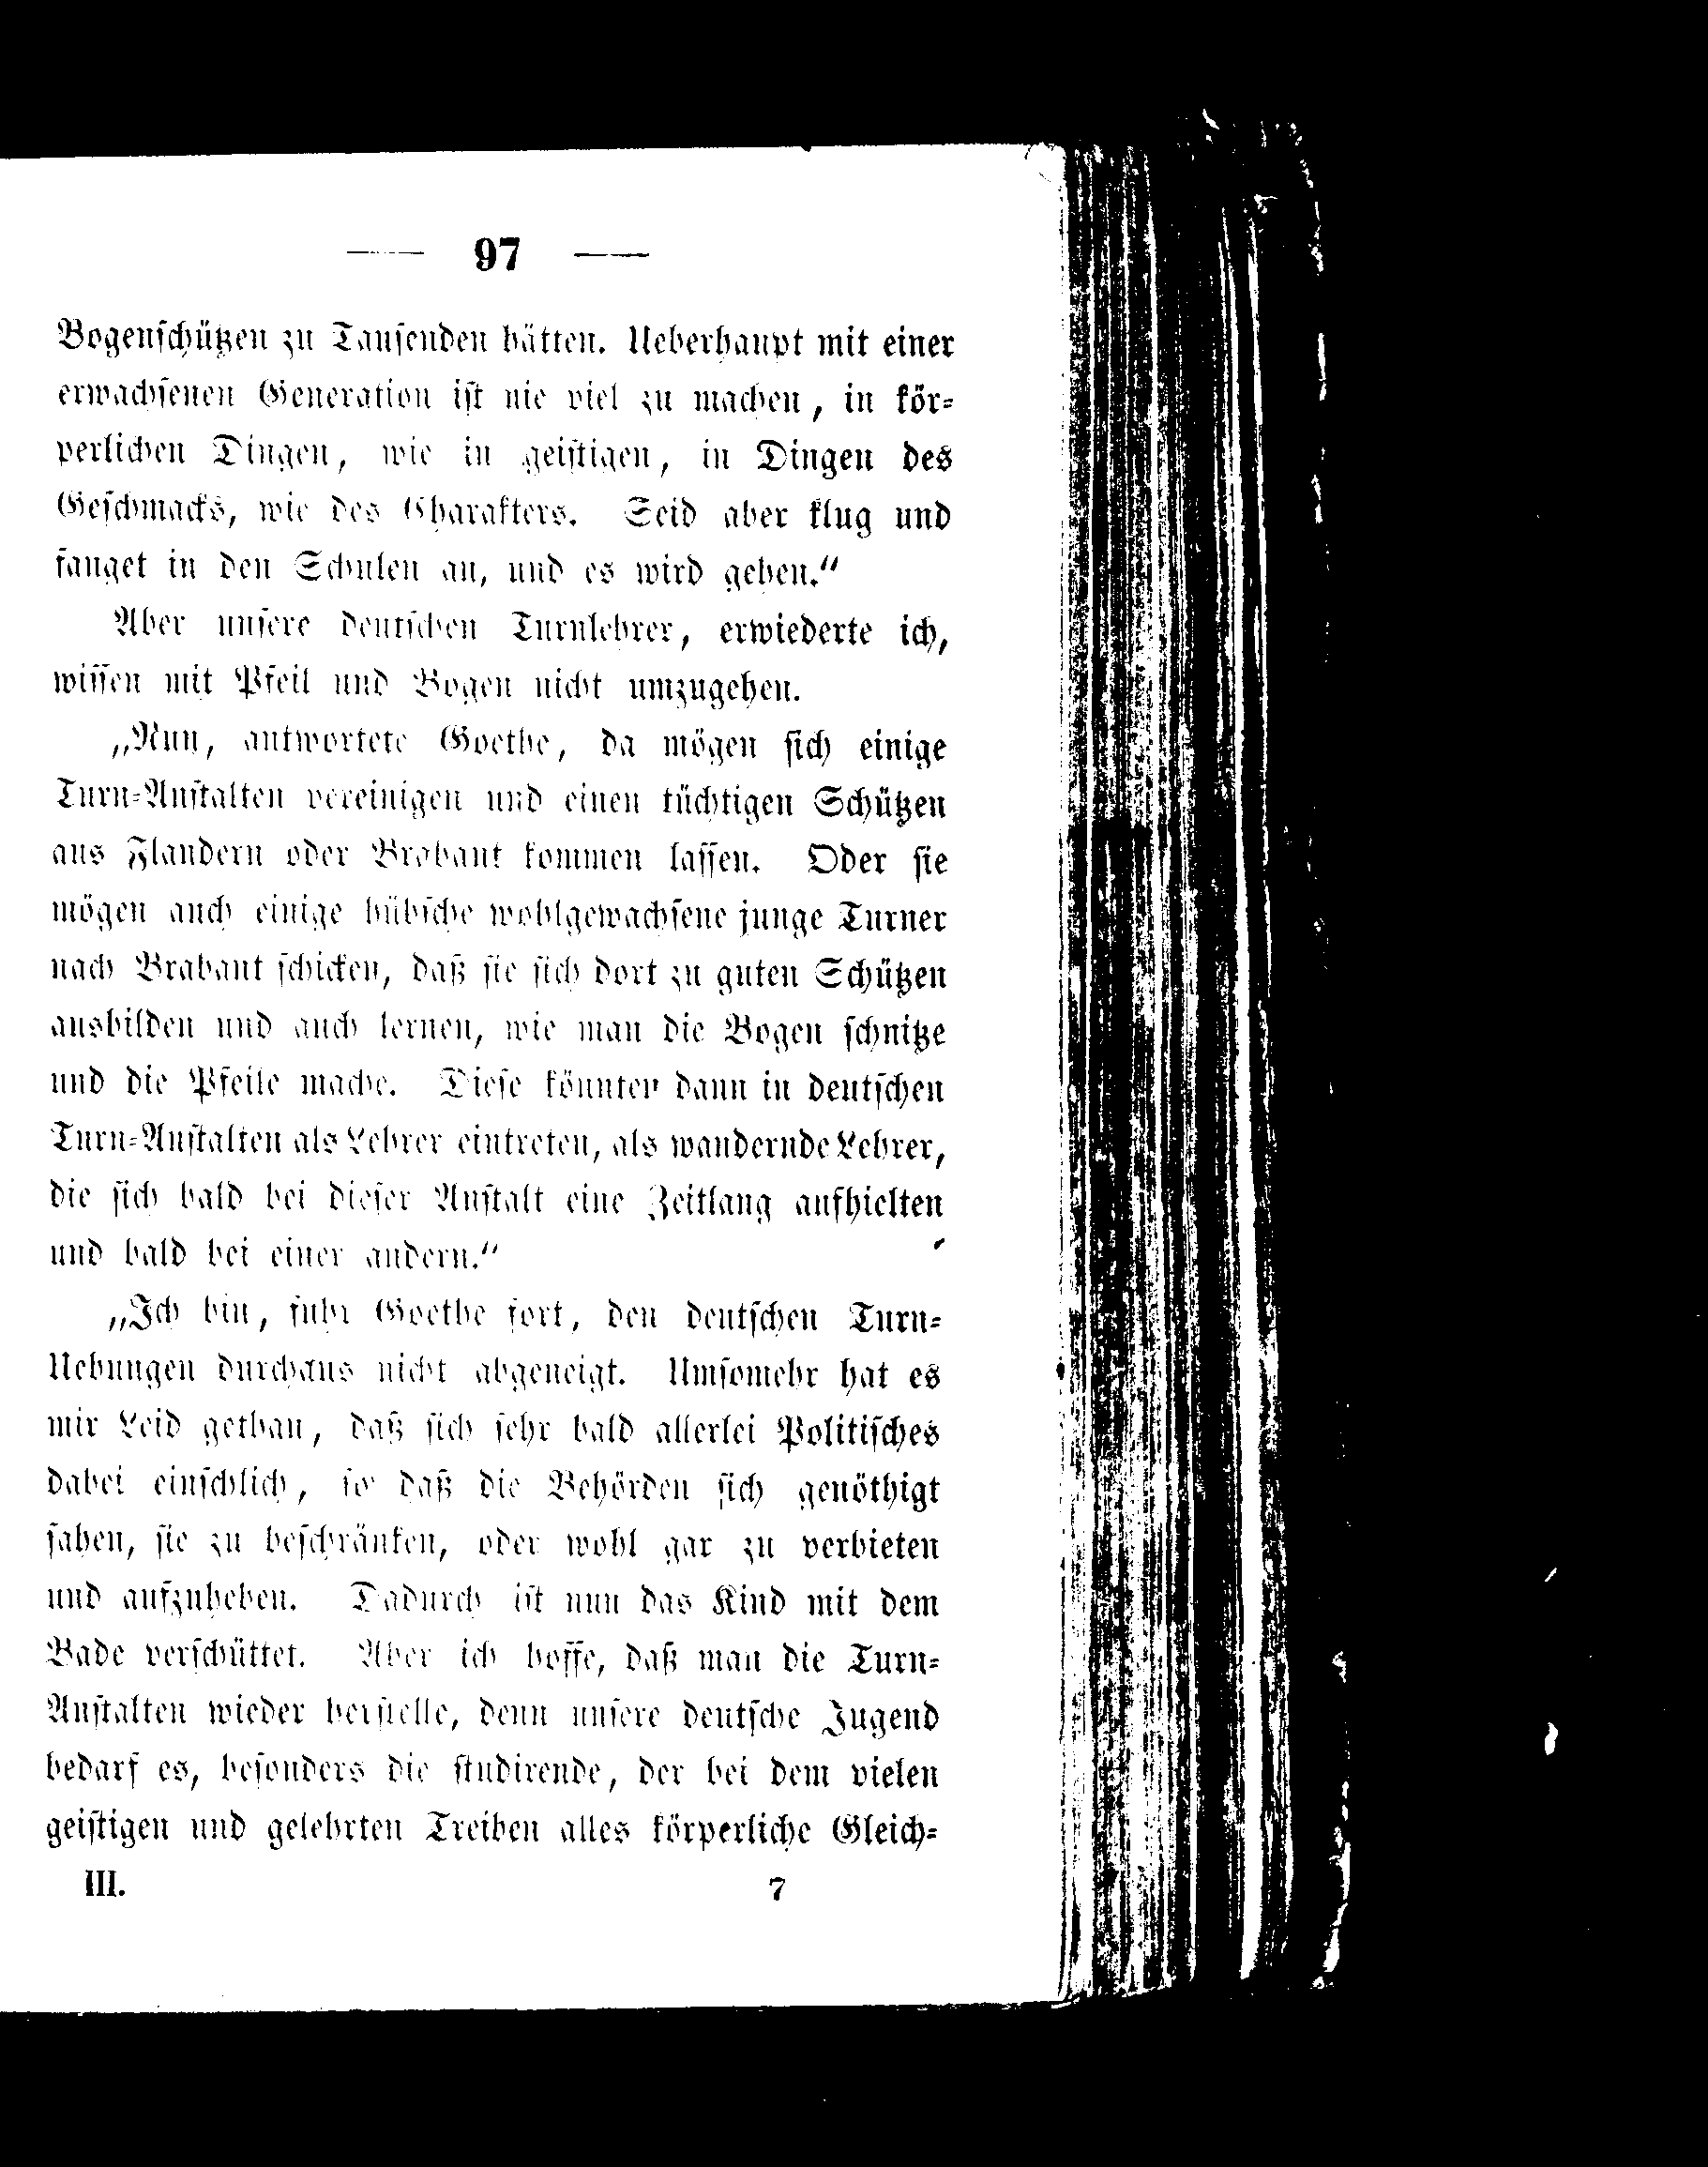 — 97 —
Bogenſchützen zu Tauſenden hätten. Ueberhaupt mit einer
erwachſenen Generation iſt nie viel zu machen, in kör-
perlichen Dingen, wie in geiſtigen, in Dingen des
Geſchmacks, wie des Charakters. Seid aber klug und
fanget in den Schulen an, und es wird gehen.“
Aber unſere deutſchen Turnlehrer, erwiederte ich,
wiſſen mit Pfeil und Bogen nicht umzugehen.
„Nun, antwortete Goethe, da mögen ſich einige
Turn-Anſtalten vereinigen und einen tüchtigen Schützen
aus Flandern oder Brabant kommen laſſen. Oder ſie
mögen auch einige hübſche wohlgewachſene junge Turner
nach Brabant ſchicken, daß ſie ſich dort zu guten Schützen
ausbilden und auch lernen, wie man die Bogen ſchnitze
und die Pfeile mache. Dieſe könnten dann in deutſchen
Turn-Anſtalten als Lehrer eintreten, als wandernde Lehrer,
die ſich bald bei dieſer Anſtalt eine Zeitlang aufhielten
und bald bei einer andern.“
„Ich bin, fuhr Goethe fort, den deutſchen Turn-
Uebungen durchaus nicht abgeneigt. Umſomehr hat es
mir Leid gethan, daß ſich ſehr bald allerlei Politiſches
dabei einſchlich, ſo daß die Behörden ſich genöthigt
ſahen, ſie zu beſchränken, oder wohl gar zu verbieten
und aufzuheben. Dadurch iſt nun das Kind mit dem
Bade verſchüttet. Aber ich hoffe, daß man die Turn-
Anſtalten wieder herſtelle, denn unſere deutſche Jugend
bedarf es, beſonders die ſtudirende, der bei dem vielen
geiſtigen und gelehrten Treiben alles körperliche Gleich-
III. 7